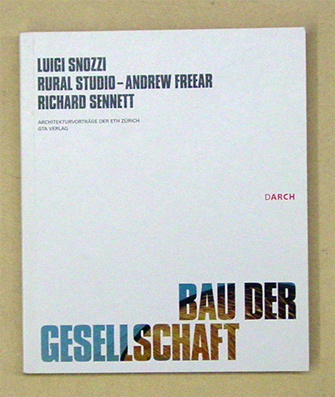 LUIGI SNOZZI
RURAL STUDIO – ANDREW FREEAR
RICHARD SENNETT
ARCHITEKTURVORTRÄGE DER ETH ZÜRICH
GTA VERLAG
DARCH
BAU DER
GESELLSCHAFT